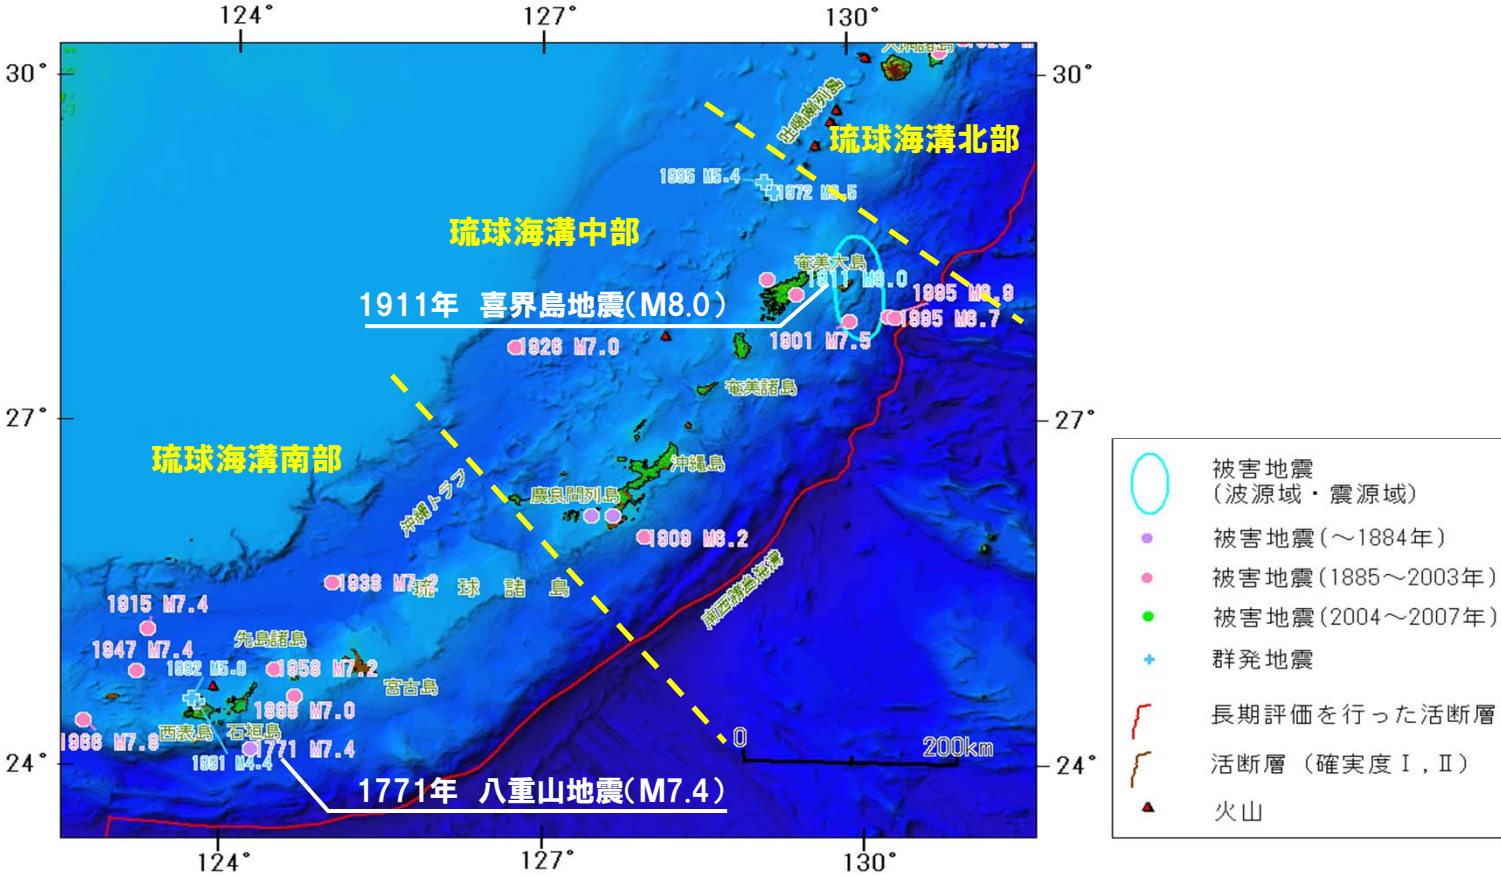 124°
127°
130°
30°
30°
吐噶喇列島
琉球海溝北部
1995 M5.4
琉球海溝中部
奄美大島
1911 M8.0
1911年 喜界島地震(M8.0)
1995 M6.9
1995 M6.7
1901 M7.5
1926 M7.0
奄美諸島
27°
27°
琉球海溝南部
沖縄島
慶良間列島
沖縄トラフ
1909 M6.2
1938 M7.2
琉球諸島
南西諸島海溝
1915 M7.4
1947 M7.4
先島諸島
1992 M5.0
1958 M7.2
宮古島
1898 M7.0
西表島
石垣島
1966 M7.8
1771 M7.4
1991 M4.4
0
200km
24°
24°
1771年 八重山地震(M7.4)
124°
127°
130°
被害地震
(波源域・震源域)
被害地震(～1884年)
被害地震(1885～2003年)
被害地震(2004～2007年)
群発地震
長期評価を行った活断層
活断層 (確実度Ⅰ,Ⅱ)
火山